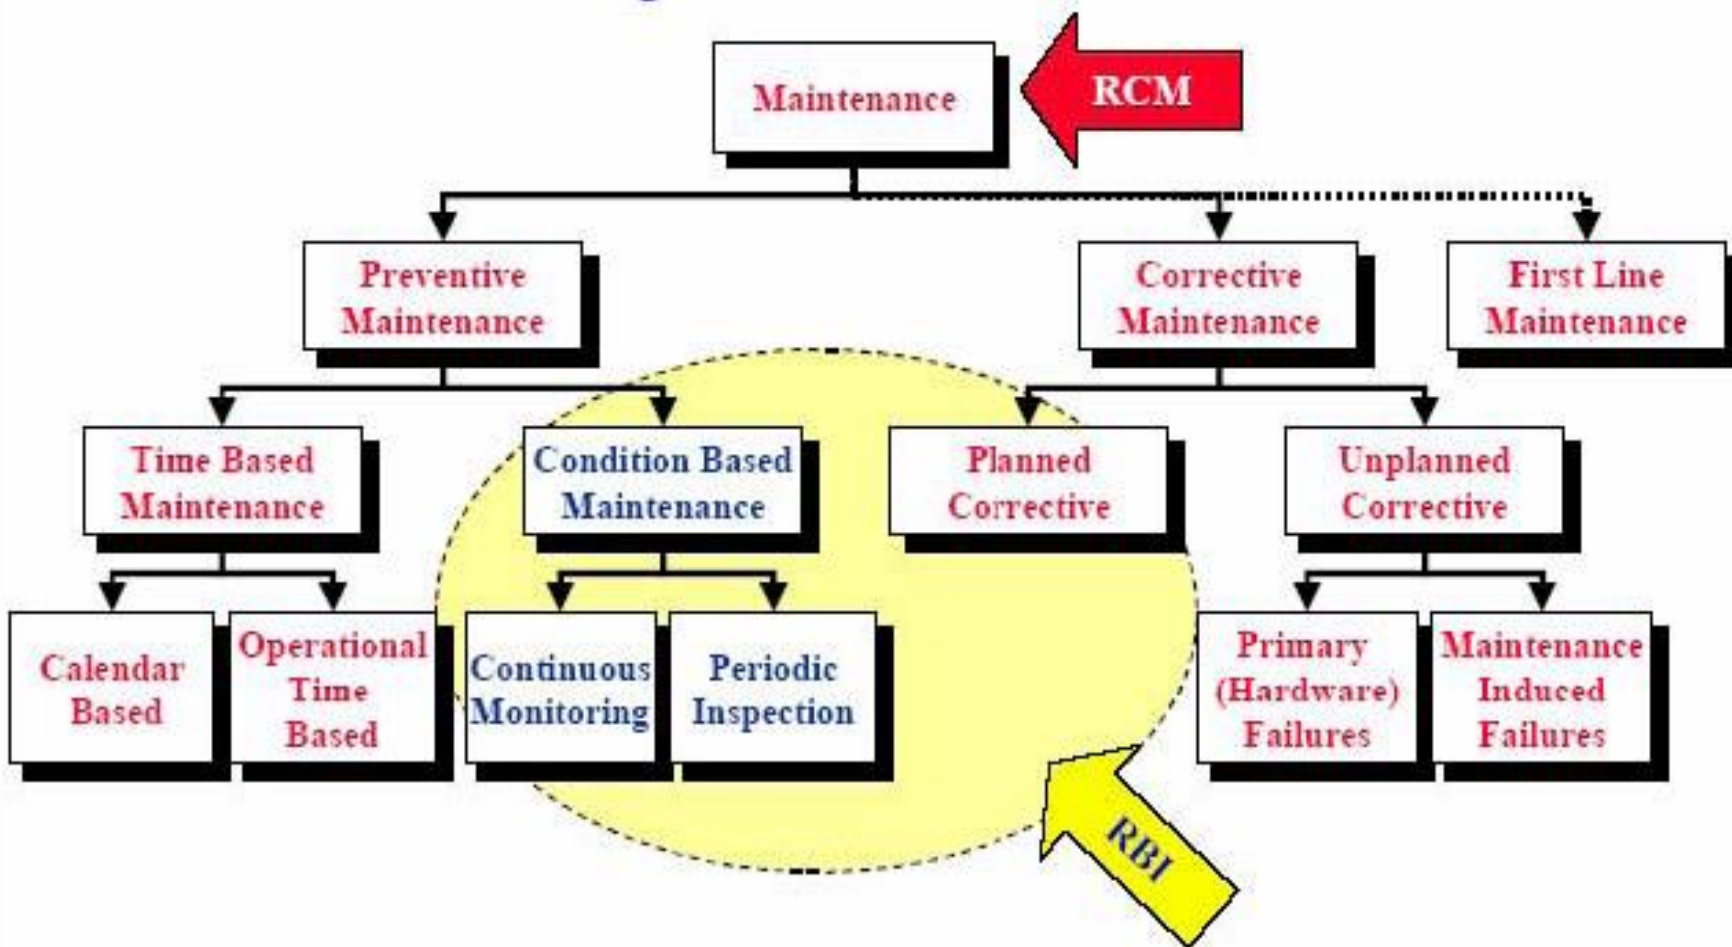 Maintenance
RCM
Preventive
Maintenance
Corrective
Maintenance
First Line
Maintenance
Time Based
Maintenance
Condition Based
Maintenance
Planned
Corrective
Unplanned
Corrective
Calendar
Based
Operational
Time
Based
Continuous
Monitoring
Periodic
Inspection
Primary
(Hardware)
Failures
Maintenance
Induced
Failures
RBI